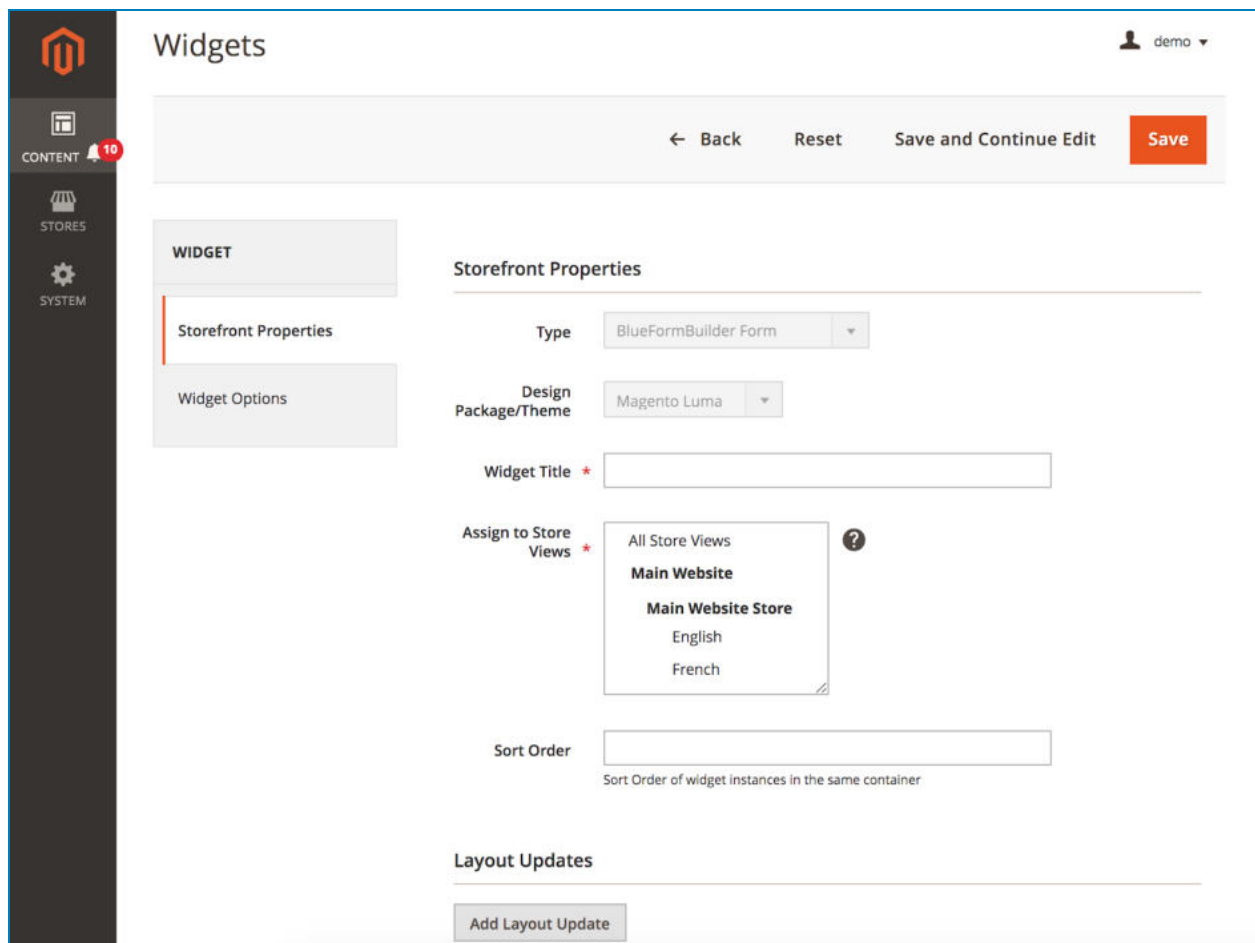 Widgets
demo
CONTENT 10
← Back Reset Save and Continue Edit Save
STORES
SYSTEM
WIDGET
Storefront Properties
Widget Options
Storefront Properties
Type BlueFormBuilder Form
Design
Package/Theme Magento Luma
Widget Title *
Assign to Store
Views *
All Store Views
Main Website
Main Website Store
English
French
?
Sort Order
Sort Order of widget instances in the same container
Layout Updates
Add Layout Update